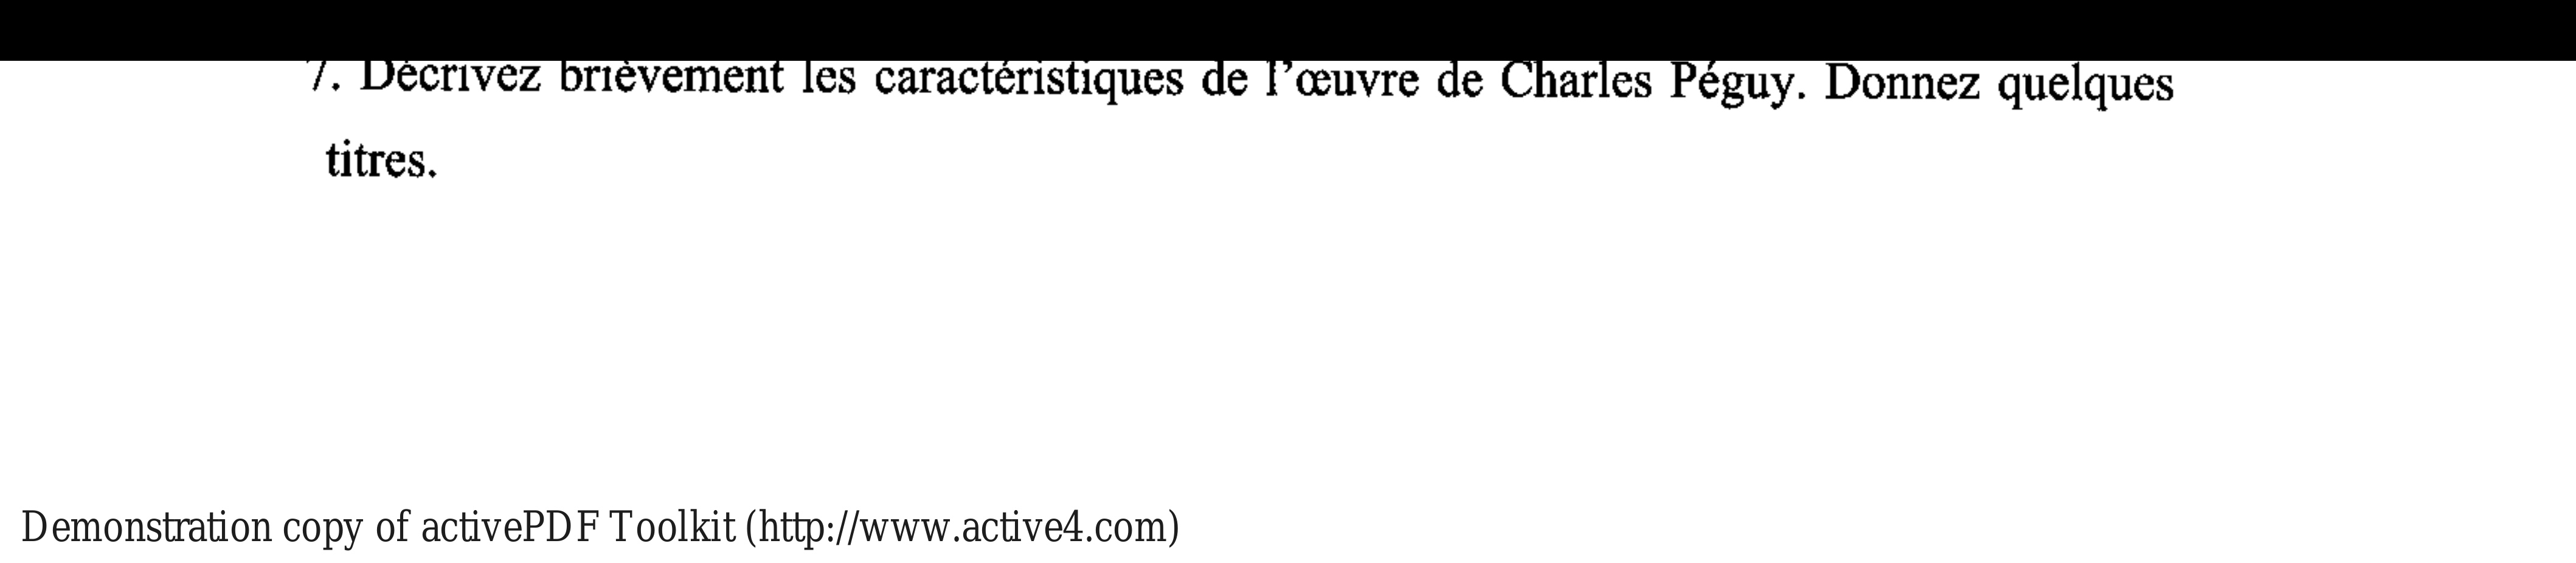 7. Décrivez brièvement les caractéristiques de l'œuvre de Charles Péguy. Donnez quelques
titres.
Demonstration copy of activePDF Toolkit (http://www.active4.com)